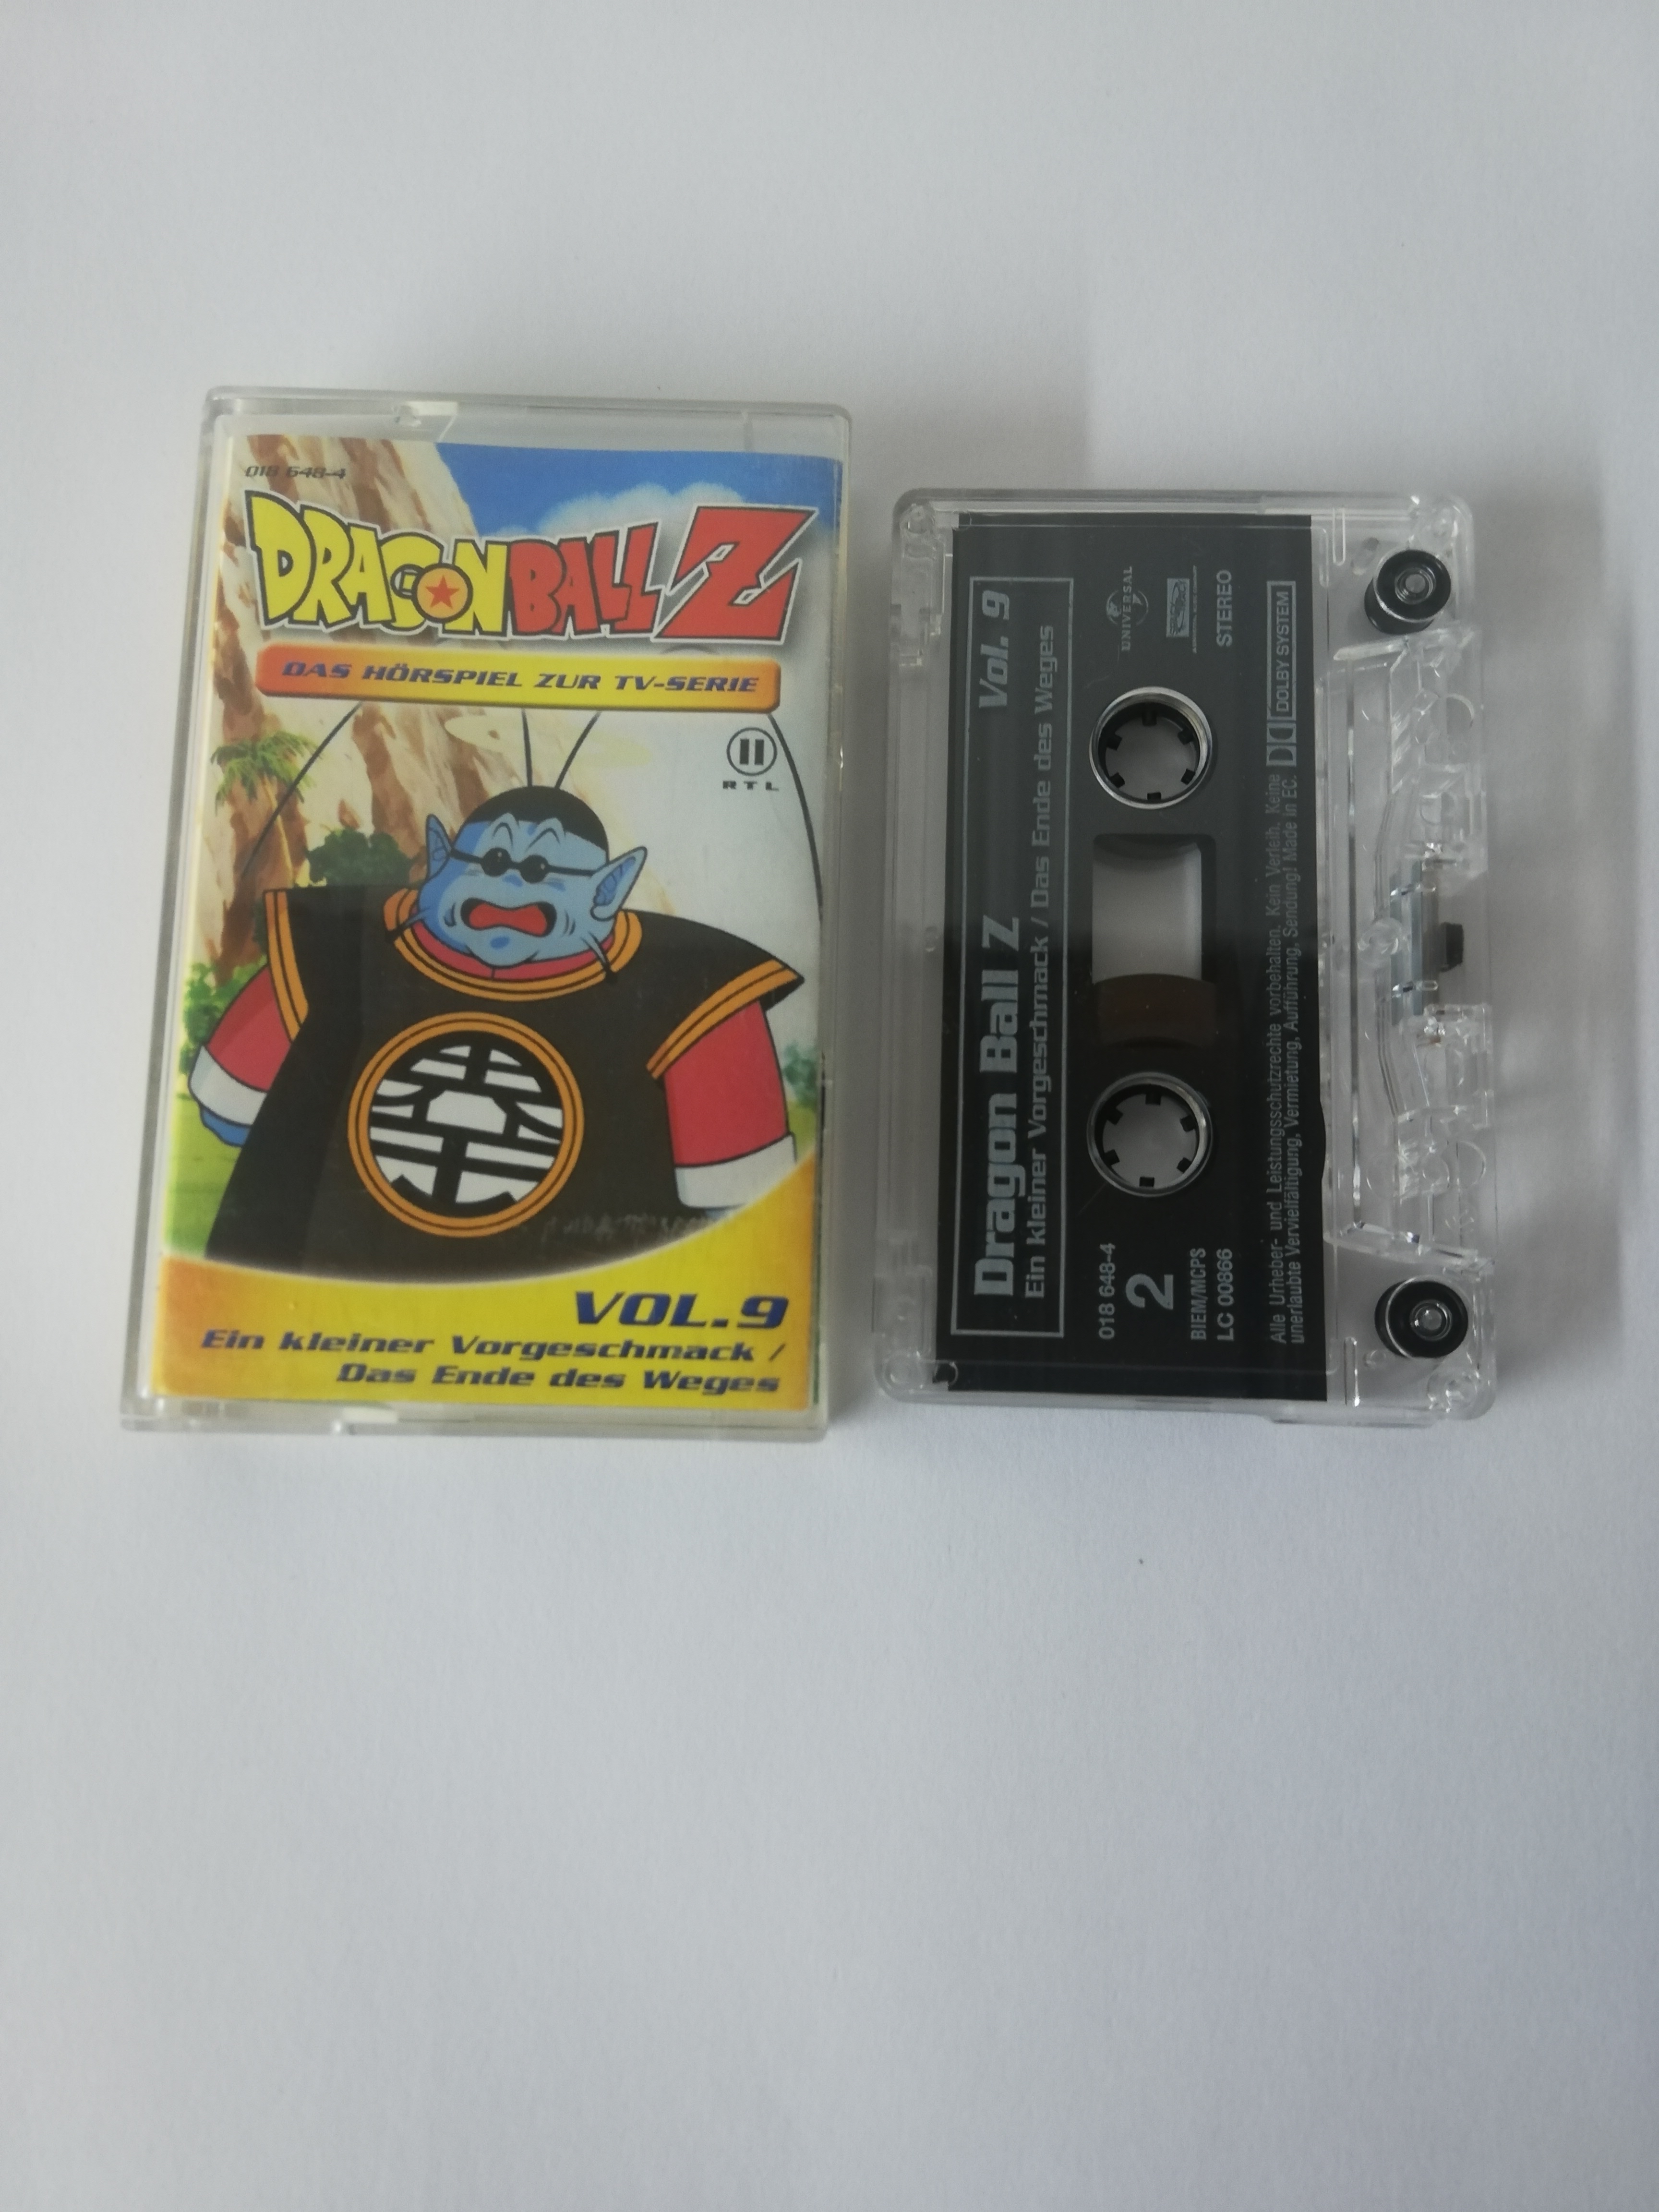 018 648-4
DRAGONBALL Z
DAS HÖRSPIEL ZUR TV-SERIE
II
RTL
VOL.9
Ein kleiner Vorgeschmack /
Das Ende des Weges
Dragon Ball Z Vol. 9
Ein kleiner Vorgeschmack / Das Ende des Weges
018 648-4
2
UNIVERSAL
BIEM/MCPS
LC 00866
STEREO
DOLBY SYSTEM
Alle Urheber- und Leistungsschutzrechte vorbehalten. Kein Verleih. Keine
unerlaubte Vervielfältigung, Vermietung, Aufführung, Sendung! Made in EC.